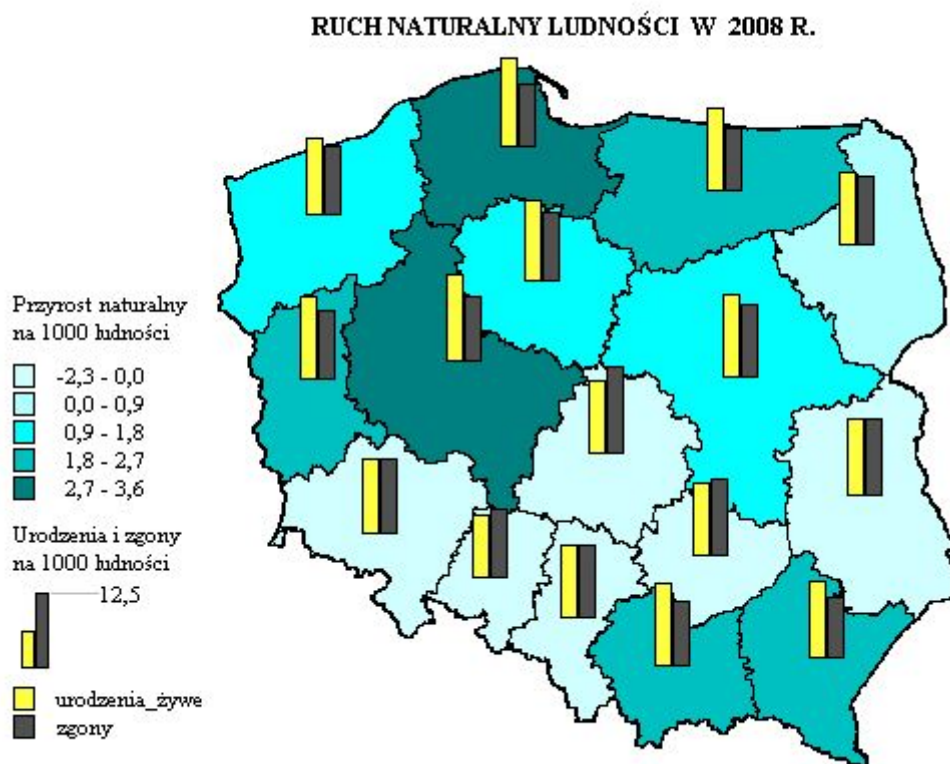 RUCH NATURALNY LUDNOŚCI W 2008 R.
Przyrost naturalny
na 1000 ludności
-2,3 - 0,0
0,0 - 0,9
0,9 - 1,8
1,8 - 2,7
2,7 - 3,6
Urodzenia i zgony
na 1000 ludności
12,5
urodzenia_żywe
zgony